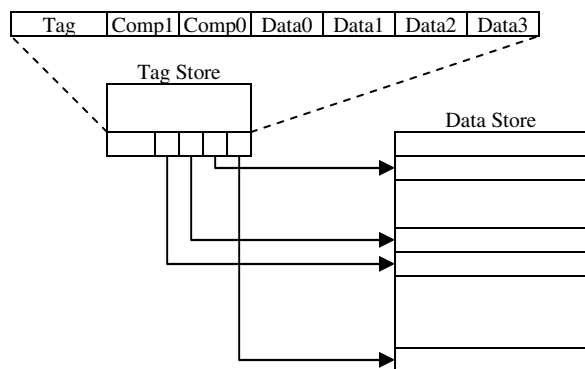 Tag Comp1 Comp0 Data0 Data1 Data2 Data3
Tag Store
Data Store